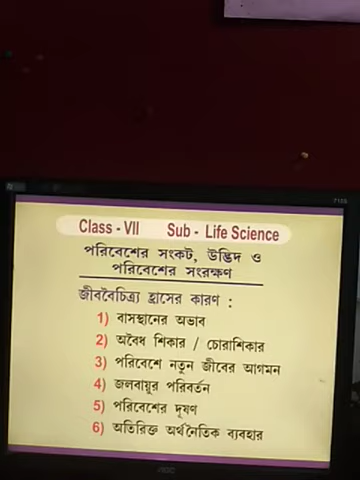 Class - VII Sub - Life Science
পরিবেশের সংকট, উদ্ভিদ ও
পরিবেশের সংরক্ষণ
জীববৈচিত্র্য হ্রাসের কারণ :
1) বাসস্থানের অভাব
2) অবৈধ শিকার / চোরাশিকার
3) পরিবেশে নতুন জীবের আগমন
4) জলবায়ুর পরিবর্তন
5) পরিবেশের দূষণ
6) অতিরিক্ত অর্থনৈতিক ব্যবহার